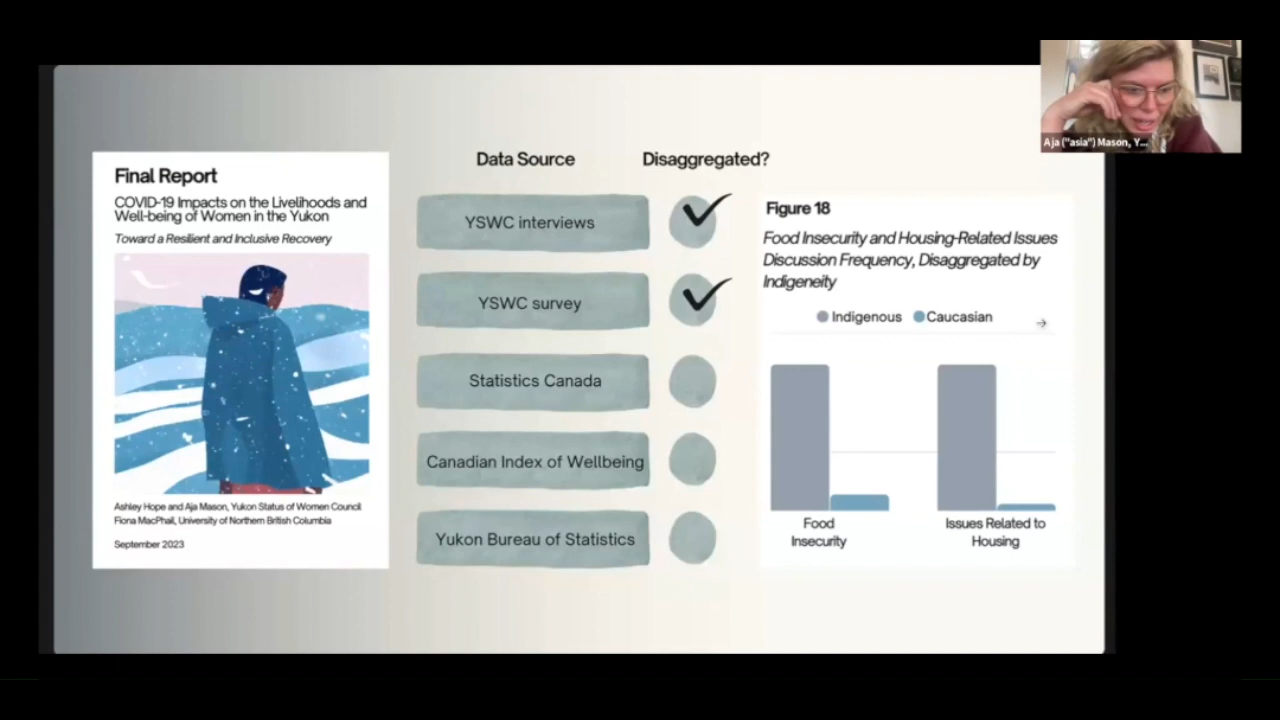 Aja ("asia") Mason, Y...
Final Report
COVID-19 Impacts on the Livelihoods and
Well-being of Women in the Yukon
Toward a Resilient and Inclusive Recovery
Ashley Hope and Aja Mason, Yukon Status of Women Council
Fiona MacPhail, University of Northern British Columbia
September 2023
Data Source
Disaggregated?
YSWC interviews
YSWC survey
Statistics Canada
Canadian Index of Wellbeing
Yukon Bureau of Statistics
Figure 18
Food Insecurity and Housing-Related Issues
Discussion Frequency, Disaggregated by
Indigeneity
Indigenous
Caucasian
Food
Insecurity
Issues Related to
Housing